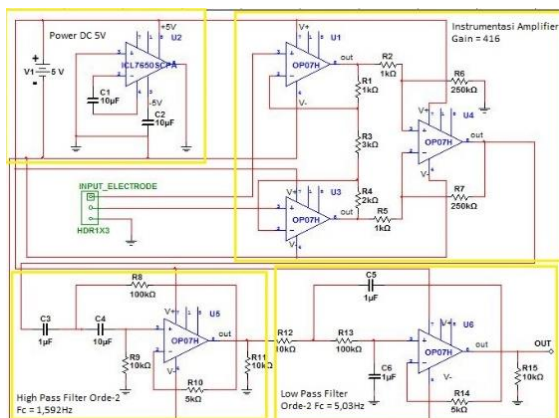 Power DC 5V
+5V
U2
ICL7650SCPA
V1
5 V
C1
10µF
-5V
C2
10µF
INPUT_ELECTRODE
HDR1X3
Instrumentasi Amplifier
Gain = 416
V+
U1
OP07H
out
V-
R1
1kΩ
R2
1kΩ
R3
3kΩ
R4
2kΩ
R5
1kΩ
R6
250kΩ
V+
U4
OP07H
out
V-
R7
250kΩ
V+
U3
OP07H
out
V-
R8
100kΩ
C3
1µF
C4
10µF
R9
10kΩ
V+
U5
OP07H
out
V-
R10
5kΩ
R11
10kΩ
High Pass Filter Orde-2
Fc = 1,592Hz
C5
1µF
R12
10kΩ
R13
100kΩ
C6
1µF
V+
U6
OP07H
out
V-
R14
5kΩ
R15
10kΩ
OUT
Low Pass Filter
Orde-2 Fc = 5,03Hz